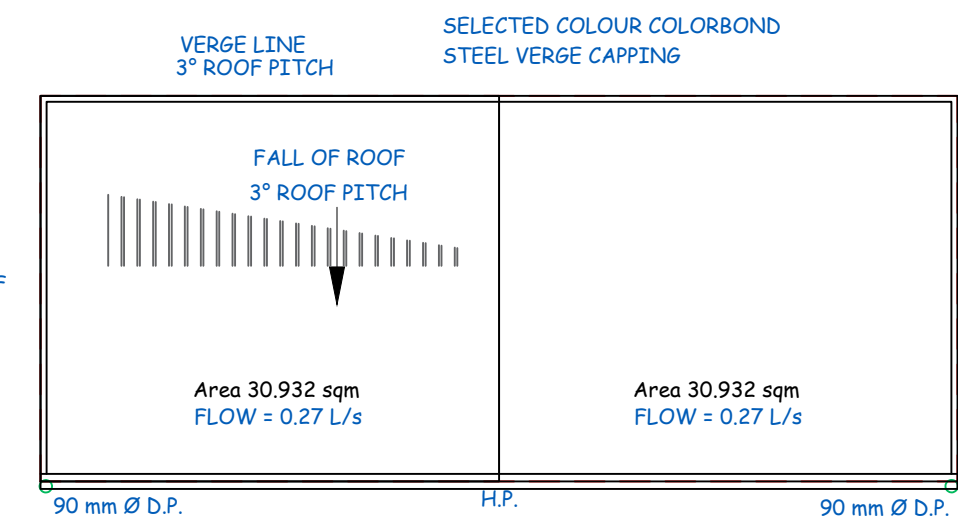 SELECTED COLOUR COLORBOND
STEEL VERGE CAPPING
VERGE LINE
3° ROOF PITCH
FALL OF ROOF
3° ROOF PITCH
Area 30.932 sqm
FLOW = 0.27 L/s
Area 30.932 sqm
FLOW = 0.27 L/s
90 mm Ø D.P.
H.P.
90 mm Ø D.P.